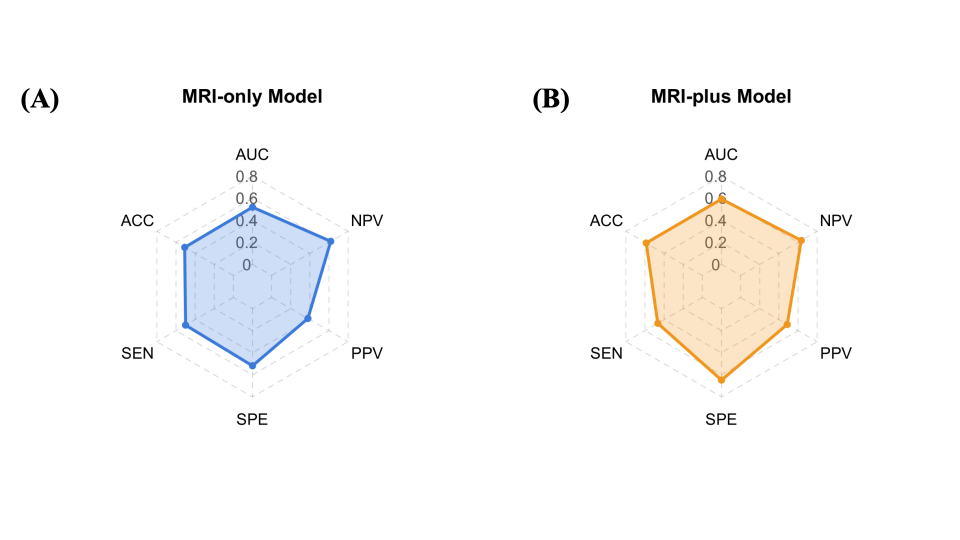 (A)
MRI-only Model
AUC
0.8
0.6
0.4
0.2
0
ACC
NPV
SEN
PPV
SPE
(B)
MRI-plus Model
AUC
0.8
0.6
0.4
0.2
0
ACC
NPV
SEN
PPV
SPE